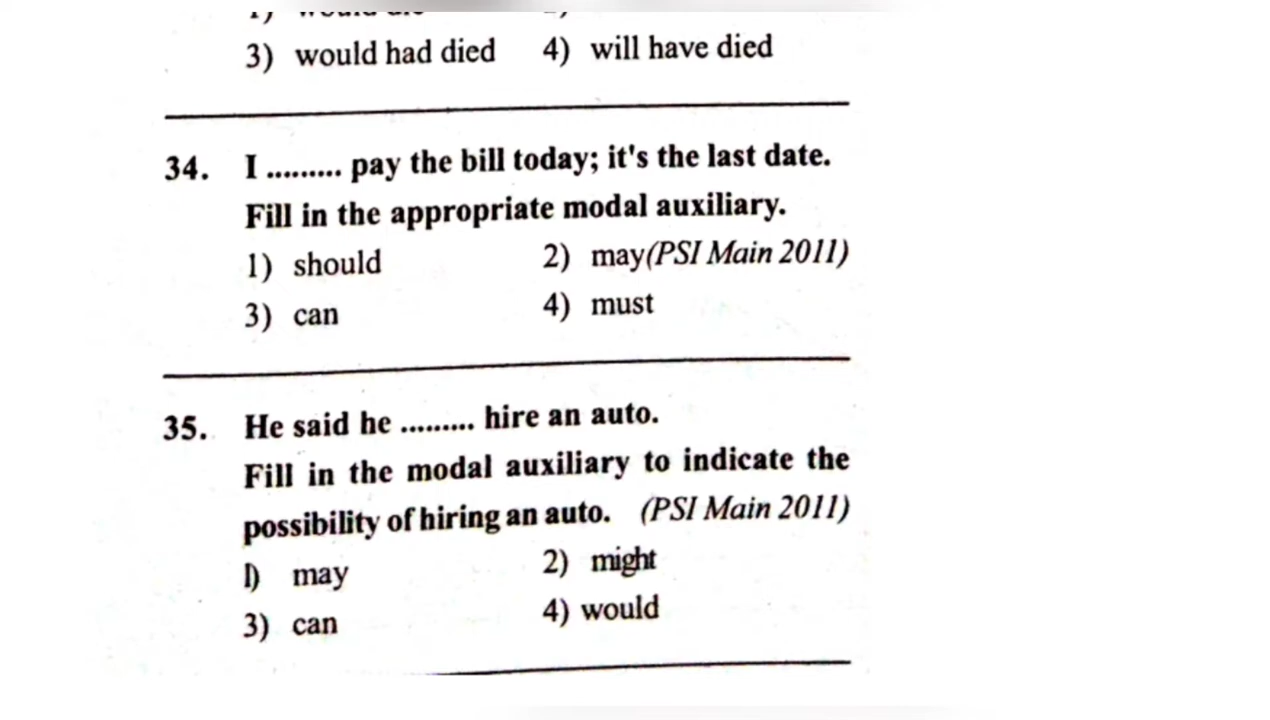 3) would had died 4) will have died
34. I ......... pay the bill today; it's the last date.
Fill in the appropriate modal auxiliary.
1) should 2) may(PSI Main 2011)
3) can 4) must
35. He said he ......... hire an auto.
Fill in the modal auxiliary to indicate the
possibility of hiring an auto. (PSI Main 2011)
1) may 2) might
3) can 4) would